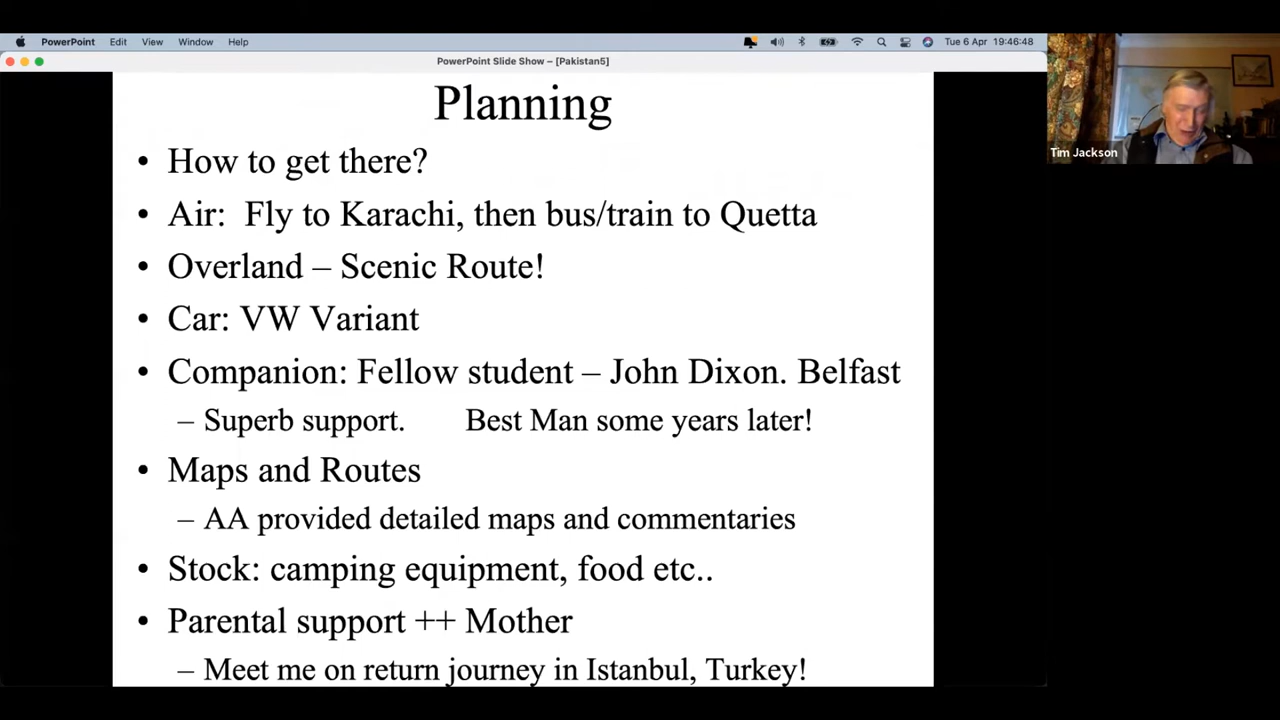 PowerPoint Edit View Window Help Tue 6 Apr 19:46:48
PowerPoint Slide Show – [Pakistan5]
Planning
• How to get there?
• Air: Fly to Karachi, then bus/train to Quetta
• Overland – Scenic Route!
• Car: VW Variant
• Companion: Fellow student – John Dixon. Belfast
– Superb support. Best Man some years later!
• Maps and Routes
– AA provided detailed maps and commentaries
• Stock: camping equipment, food etc..
• Parental support ++ Mother
– Meet me on return journey in Istanbul, Turkey!
Tim Jackson